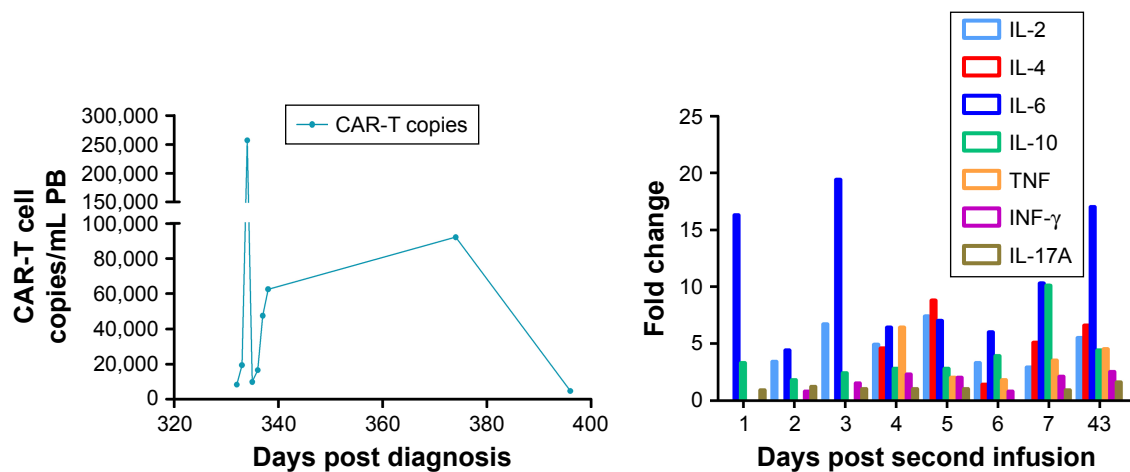 CAR-T cell
copies/mL PB
300,000
250,000
200,000
150,000
100,000
80,000
60,000
40,000
20,000
0
320
340
360
380
400
Days post diagnosis
CAR-T copies
Fold change
25
20
15
10
5
0
1
2
3
4
5
6
7
43
Days post second infusion
IL-2
IL-4
IL-6
IL-10
TNF
INF-γ
IL-17A